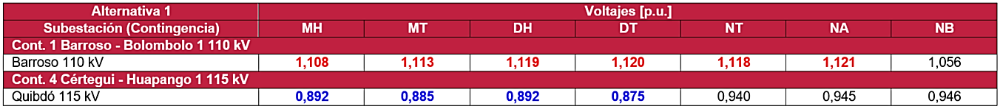 Alternativa 1 Voltajes [p.u.]
Subestación (Contingencia) MH MT DH DT NT NA NB
Cont. 1 Barroso - Bolombolo 1 110 kV
Barroso 110 kV 1,108 1,113 1,119 1,120 1,118 1,121 1,056
Cont. 4 Cértegui - Huapango 1 115 kV
Quibdó 115 kV 0,892 0,885 0,892 0,875 0,940 0,945 0,946